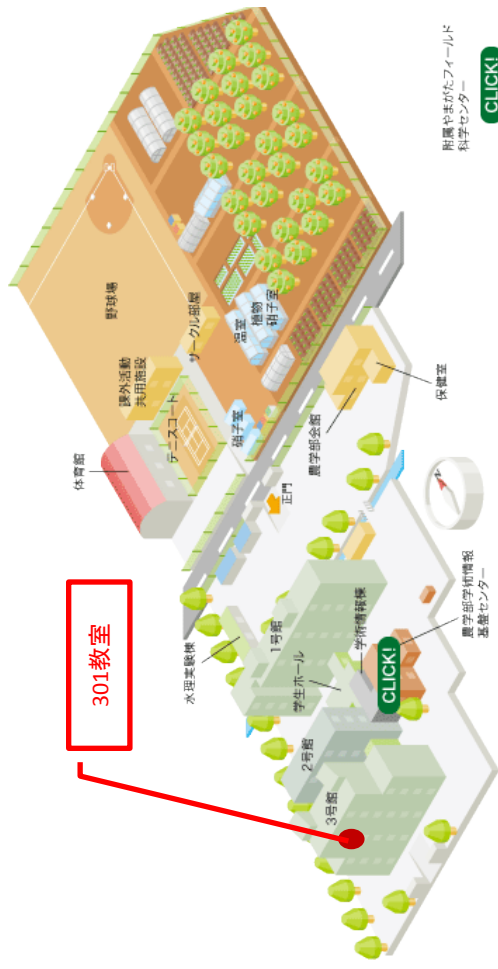 301教室
体育館
課外活動
共用施設
野球場
テニスコート
サークル部屋
硝子室
温室
植物
硝子室
正門
農学部会館
保健室
水理実験棟
1号館
学生ホール
学術情報棟
2号館
3号館
CLICK!
農学部学術情報
基盤センター
附属やまがたフィールド
科学センター
CLICK!